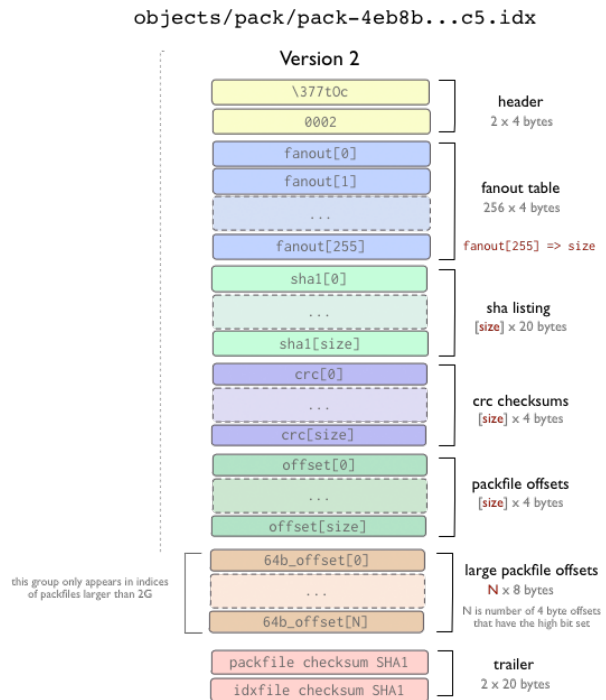 objects/pack/pack-4eb8b...c5.idx
Version 2
\377tOc
0002
header
2 x 4 bytes
fanout[0]
fanout[1]
...
fanout[255]
fanout table
256 x 4 bytes
fanout[255] => size
sha1[0]
...
sha1[size]
sha listing
[size] x 20 bytes
crc[0]
...
crc[size]
crc checksums
[size] x 4 bytes
offset[0]
...
offset[size]
packfile offsets
[size] x 4 bytes
this group only appears in indices
of packfiles larger than 2G
64b_offset[0]
...
64b_offset[N]
large packfile offsets
N x 8 bytes
N is number of 4 byte offsets
that have the high bit set
packfile checksum SHA1
idxfile checksum SHA1
trailer
2 x 20 bytes